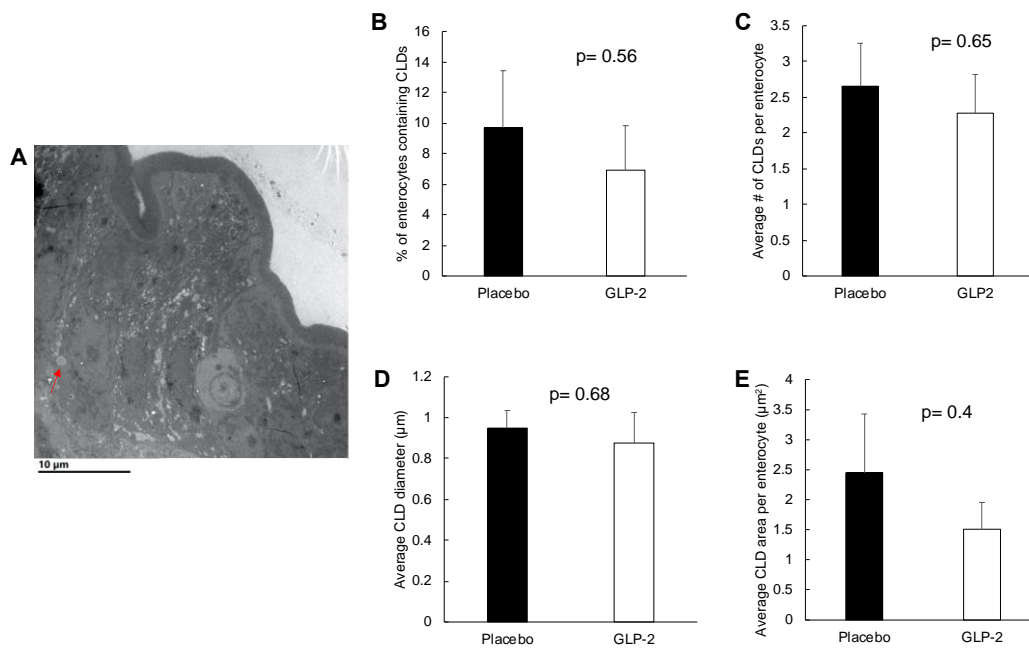 A
10 µm
B
% of enterocytes containing CLDs
16
14
12
10
8
6
4
2
0
p= 0.56
Placebo GLP-2
C
Average # of CLDs per enterocyte
3.5
3
2.5
2
1.5
1
0.5
0
p= 0.65
Placebo GLP2
D
Average CLD diameter (µm)
1.2
1
0.8
0.6
0.4
0.2
0
p= 0.68
Placebo GLP-2
E
Average CLD area per enterocyte (µm²)
4
3.5
3
2.5
2
1.5
1
0.5
0
p= 0.4
Placebo GLP-2